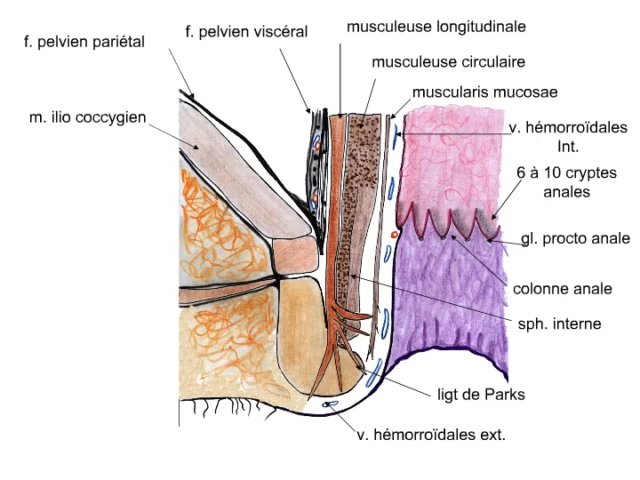 musculeuse longitudinale
f. pelvien viscéral
f. pelvien pariétal
musculeuse circulaire
muscularis mucosae
m. ilio coccygien
v. hémorroïdales
Int.
6 à 10 cryptes
anales
gl. procto anale
colonne anale
sph. interne
ligt de Parks
v. hémorroïdales ext.